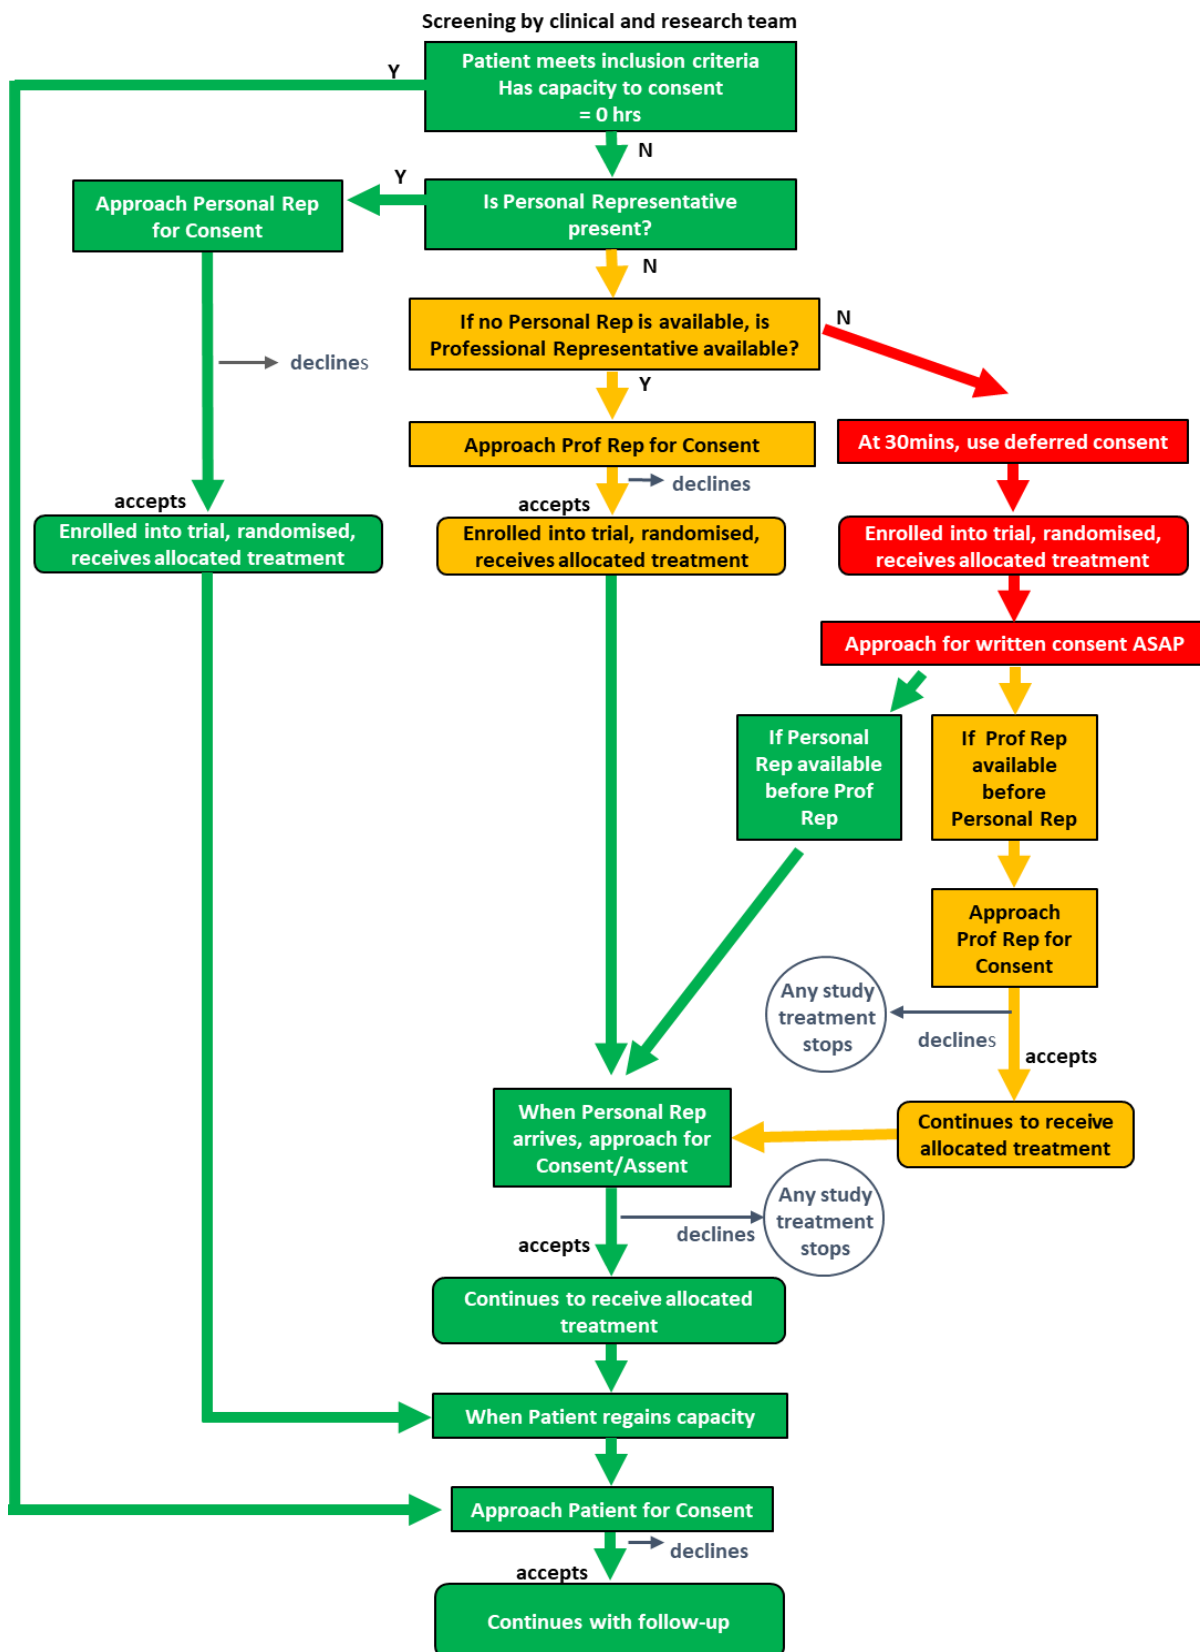 Screening by clinical and research team
Patient meets inclusion criteria
Has capacity to consent
= 0 hrs
Y
N
Y
Approach Personal Rep
for Consent
Is Personal Representative
present?
N
If no Personal Rep is available, is
Professional Representative available?
N
declines
Y
Approach Prof Rep for Consent
At 30mins, use deferred consent
declines
accepts
accepts
Enrolled into trial, randomised,
receives allocated treatment
Enrolled into trial, randomised,
receives allocated treatment
Enrolled into trial, randomised,
receives allocated treatment
Approach for written consent ASAP
If Personal
Rep available
before Prof
Rep
If Prof Rep
available
before
Personal Rep
Approach
Prof Rep for
Consent
Any study
treatment
stops
declines
accepts
When Personal Rep
arrives, approach for
Consent/Assent
Continues to receive
allocated treatment
Any study
treatment
stops
declines
accepts
Continues to receive allocated
treatment
When Patient regains capacity
Approach Patient for Consent
declines
accepts
Continues with follow-up